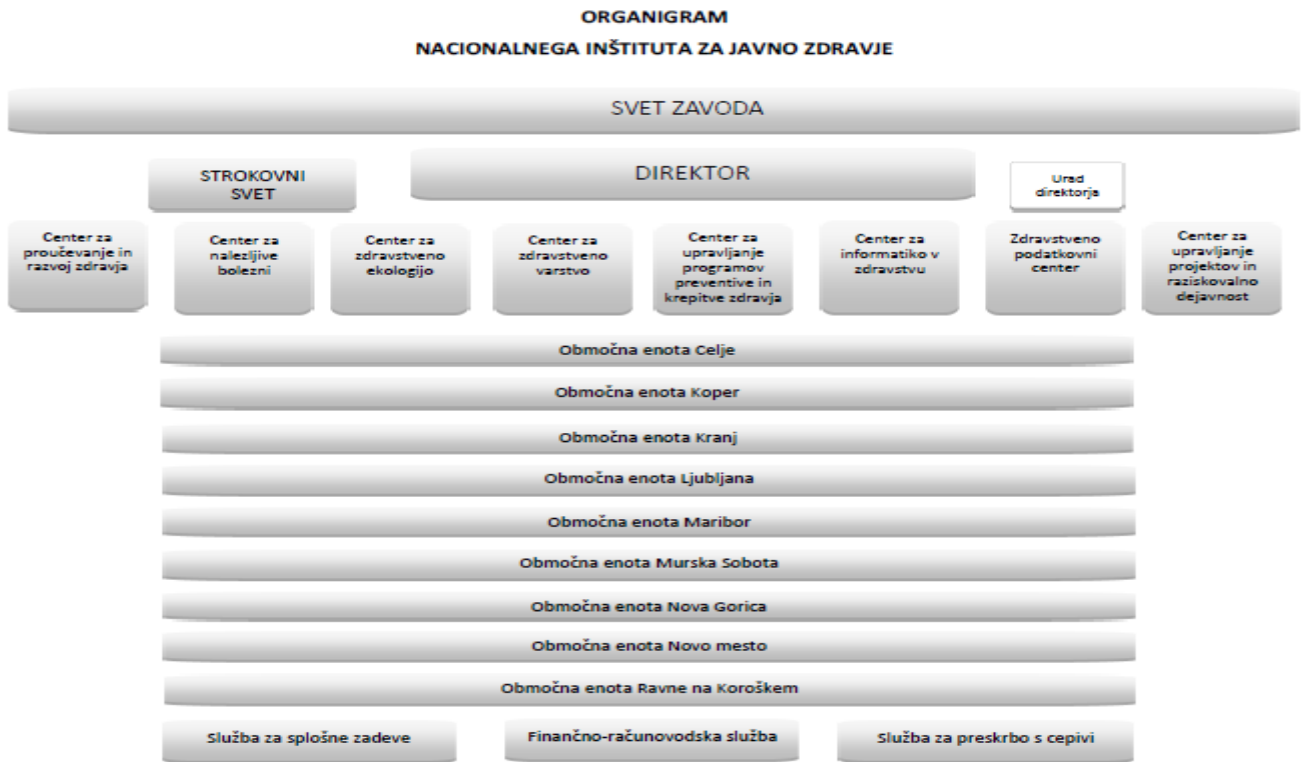 ORGANIGRAM
NACIONALNEGA INŠTITUTA ZA JAVNO ZDRAVJE
SVET ZAVODA
STROKOVNI
SVET
DIREKTOR
Urad
direktorja
Center za
proučevanje in
razvoj zdravja
Center za
nalezljive
bolezni
Center za
zdravstveno
ekologijo
Center za
zdravstveno
varstvo
Center za
upravljanje
programov
preventive in
krepitve zdravja
Center za
informatiko v
zdravstvu
Zdravstveno
podatkovni
center
Center za
upravljanje
projektov in
raziskovalno
dejavnost
Območna enota Celje
Območna enota Koper
Območna enota Kranj
Območna enota Ljubljana
Območna enota Maribor
Območna enota Murska Sobota
Območna enota Nova Gorica
Območna enota Novo mesto
Območna enota Ravne na Koroškem
Služba za splošne zadeve
Finančno-računovodska služba
Služba za preskrbo s cepivi